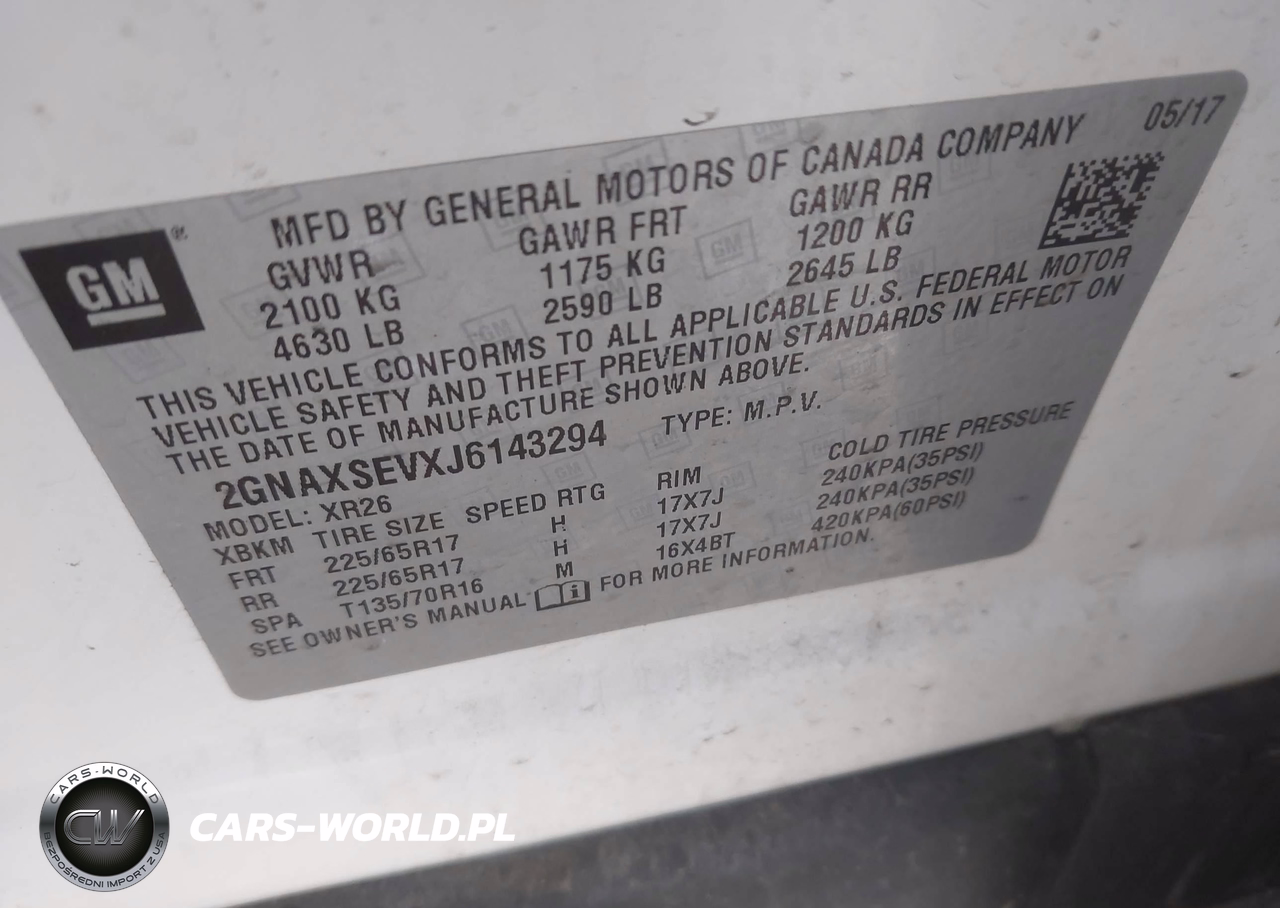 MFD BY GENERAL MOTORS OF CANADA COMPANY 05/17
GM ®
GVWR GAWR FRT GAWR RR
2100 KG 1175 KG 1200 KG
4630 LB 2590 LB 2645 LB
THIS VEHICLE CONFORMS TO ALL APPLICABLE U.S. FEDERAL MOTOR
VEHICLE SAFETY AND THEFT PREVENTION STANDARDS IN EFFECT ON
THE DATE OF MANUFACTURE SHOWN ABOVE.
2GNAXSEVXJ6143294 TYPE: M.P.V.
MODEL: XR26
XBKM TIRE SIZE SPEED RTG RIM COLD TIRE PRESSURE
FRT 225/65R17 H 17X7J 240KPA(35PSI)
RR 225/65R17 H 17X7J 240KPA(35PSI)
SPA T135/70R16 M 16X4BT 420KPA(60PSI)
SEE OWNER'S MANUAL i FOR MORE INFORMATION.
CARS-WORLD
CW
BEZPOŚREDNI IMPORT Z USA
CARS-WORLD.PL